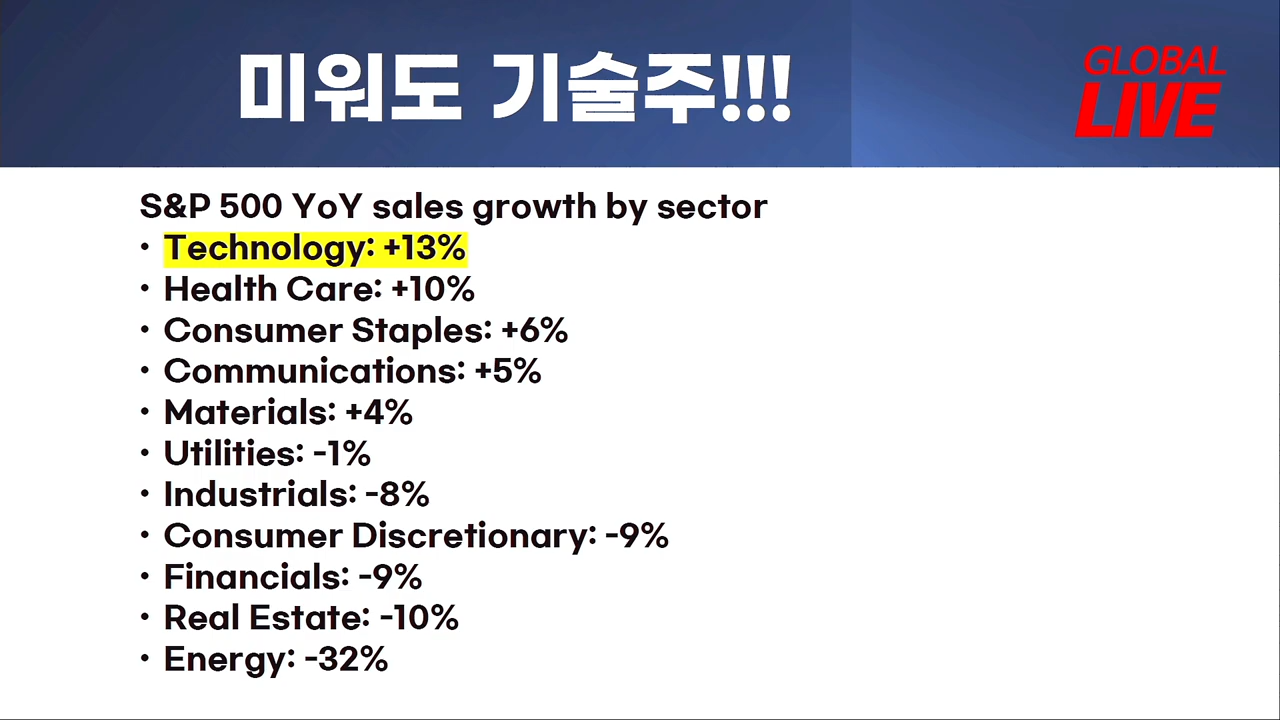 미워도 기술주!!!
GLOBAL
LIVE
S&P 500 YoY sales growth by sector
• Technology: +13%
• Health Care: +10%
• Consumer Staples: +6%
• Communications: +5%
• Materials: +4%
• Utilities: -1%
• Industrials: -8%
• Consumer Discretionary: -9%
• Financials: -9%
• Real Estate: -10%
• Energy: -32%